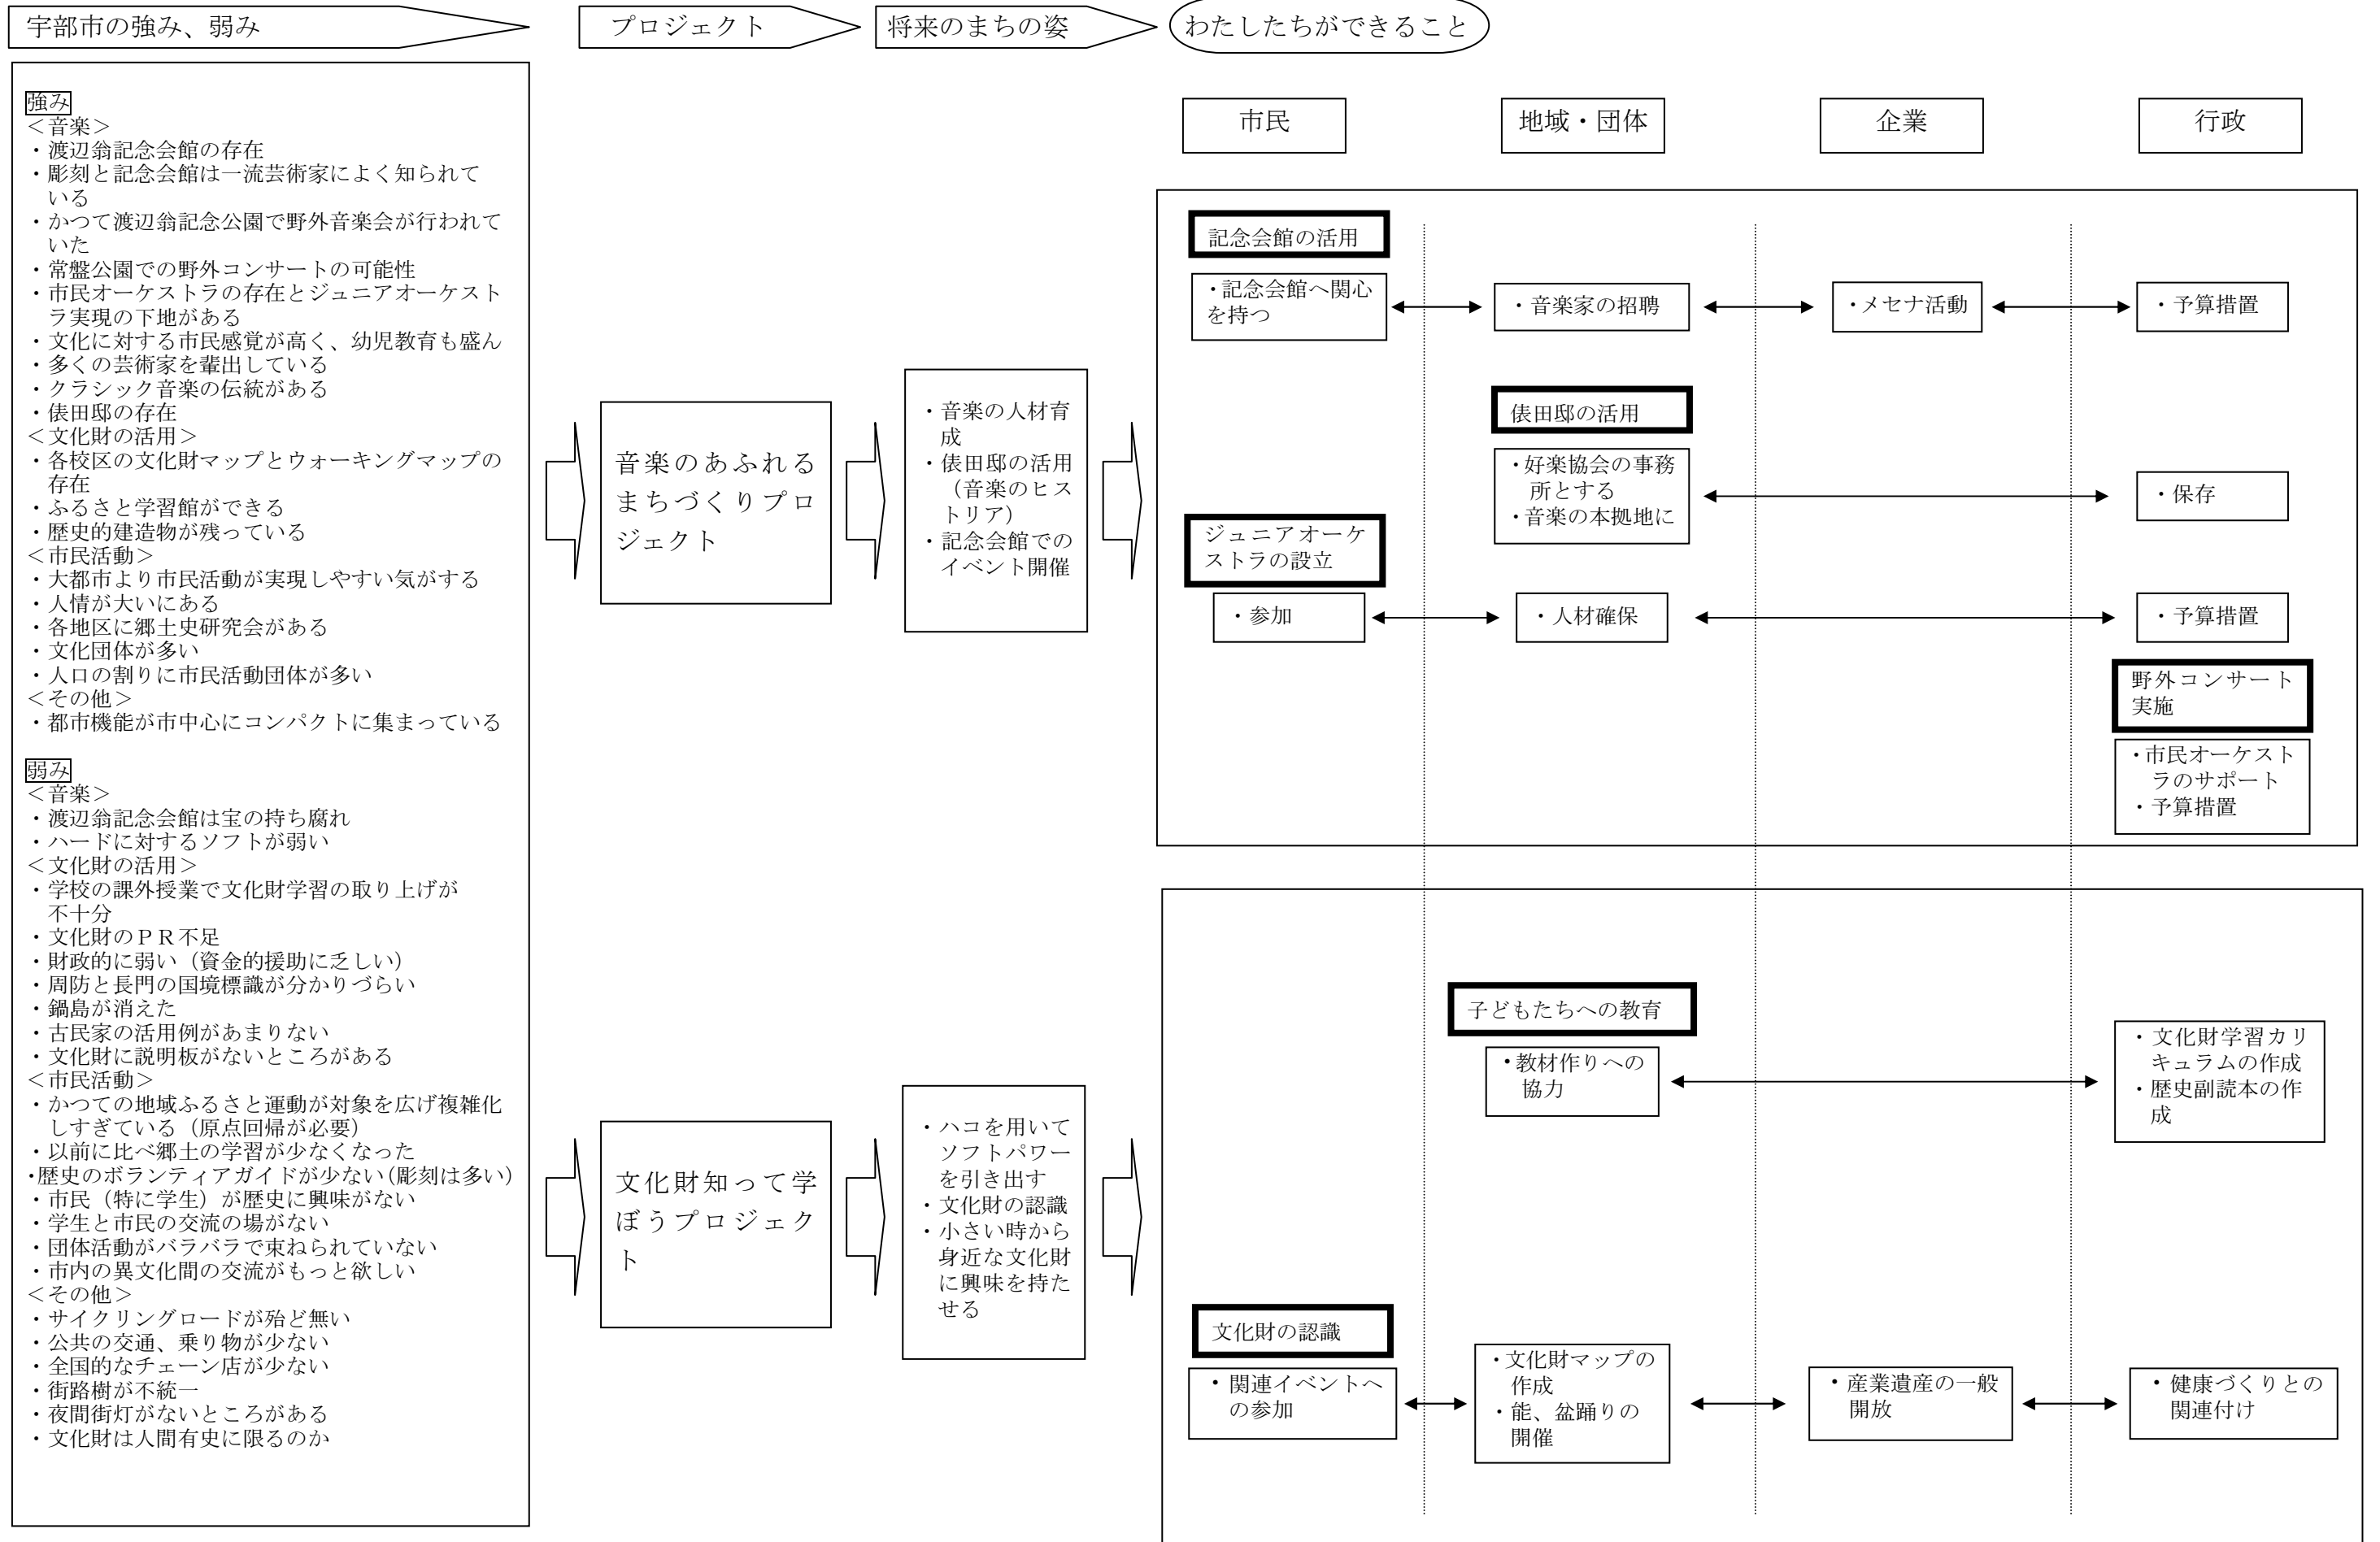 宇部市の強み、弱み
プロジェクト
将来のまちの姿
わたしたちができること
強み
＜音楽＞
・渡辺翁記念会館の存在
・彫刻と記念会館は一流芸術家によく知られて
いる
・かつて渡辺翁記念公園で野外音楽会が行われて
いた
・常盤公園での野外コンサートの可能性
・市民オーケストラの存在とジュニアオーケスト
ラ実現の下地がある
・文化に対する市民感覚が高く、幼児教育も盛ん
・多くの芸術家を輩出している
・クラシック音楽の伝統がある
・俵田邸の存在
＜文化財の活用＞
・各校区の文化財マップとウォーキングマップの
存在
・ふるさと学習館ができる
・歴史的建造物が残っている
＜市民活動＞
・大都市より市民活動が実現しやすい気がする
・人情が大いにある
・各地区に郷土史研究会がある
・文化団体が多い
・人口の割りに市民活動団体が多い
＜その他＞
・都市機能が市中心にコンパクトに集まっている
弱み
＜音楽＞
・渡辺翁記念会館は宝の持ち腐れ
・ハードに対するソフトが弱い
＜文化財の活用＞
・学校の課外授業で文化財学習の取り上げが
不十分
・文化財のＰＲ不足
・財政的に弱い（資金的援助に乏しい）
・周防と長門の国境標識が分かりづらい
・鍋島が消えた
・古民家の活用例があまりない
・文化財に説明板がないところがある
＜市民活動＞
・かつての地域ふるさと運動が対象を広げ複雑化
しすぎている（原点回帰が必要）
・以前に比べ郷土の学習が少なくなった
・歴史のボランティアガイドが少ない（彫刻は多い）
・市民（特に学生）が歴史に興味がない
・学生と市民の交流の場がない
・団体活動がバラバラで束ねられていない
・市内の異文化間の交流がもっと欲しい
＜その他＞
・サイクリングロードが殆ど無い
・公共の交通、乗り物が少ない
・全国的なチェーン店が少ない
・街路樹が不統一
・夜間街灯がないところがある
・文化財は人間有史に限るのか
音楽のあふれる
まちづくりプロ
ジェクト
・音楽の人材育
成
・俵田邸の活用
（音楽のヒス
トリア）
・記念会館での
イベント開催
市民
地域・団体
企業
行政
記念会館の活用
・記念会館へ関心
を持つ
・音楽家の招聘
・メセナ活動
・予算措置
俵田邸の活用
・好楽協会の事務
所とする
・音楽の本拠地に
・保存
ジュニアオーケ
ストラの設立
・参加
・人材確保
・予算措置
野外コンサート
実施
・市民オーケスト
ラのサポート
・予算措置
文化財知って学
ぼうプロジェク
ト
・ハコを用いて
ソフトパワー
を引き出す
・文化財の認識
・小さい時から
身近な文化財
に興味を持た
せる
子どもたちへの教育
・教材作りへの
協力
・文化財学習カリ
キュラムの作成
・歴史副読本の作
成
文化財の認識
・関連イベントへ
の参加
・文化財マップの
作成
・能、盆踊りの
開催
・産業遺産の一般
開放
・健康づくりとの
関連付け